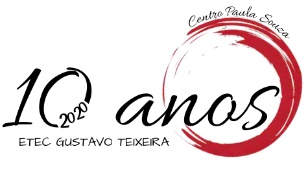 Centro Paula Souza
10 anos
2020
ETEC GUSTAVO TEIXEIRA